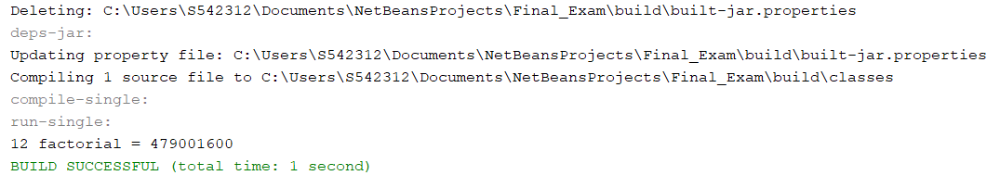 Deleting: C:\Users\S542312\Documents\NetBeansProjects\Final_Exam\build\built-jar.properties
deps-jar:
Updating property file: C:\Users\S542312\Documents\NetBeansProjects\Final_Exam\build\built-jar.properties
Compiling 1 source file to C:\Users\S542312\Documents\NetBeansProjects\Final_Exam\build\classes
compile-single:
run-single:
12 factorial = 479001600
BUILD SUCCESSFUL (total time: 1 second)